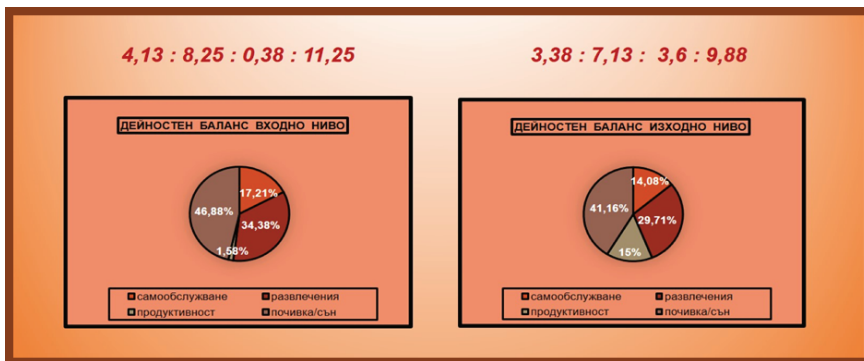 4,13 : 8,25 : 0,38 : 11,25
ДЕЙНОСТЕН БАЛАНС ВХОДНО НИВО
17,21%
46,88%
34,38%
1,58%
самообслужване
развлечения
продуктивност
почивка/сън
3,38 : 7,13 : 3,6 : 9,88
ДЕЙНОСТЕН БАЛАНС ИЗХОДНО НИВО
14,08%
41,16%
29,71%
15%
самообслужване
развлечения
продуктивност
почивка/сън